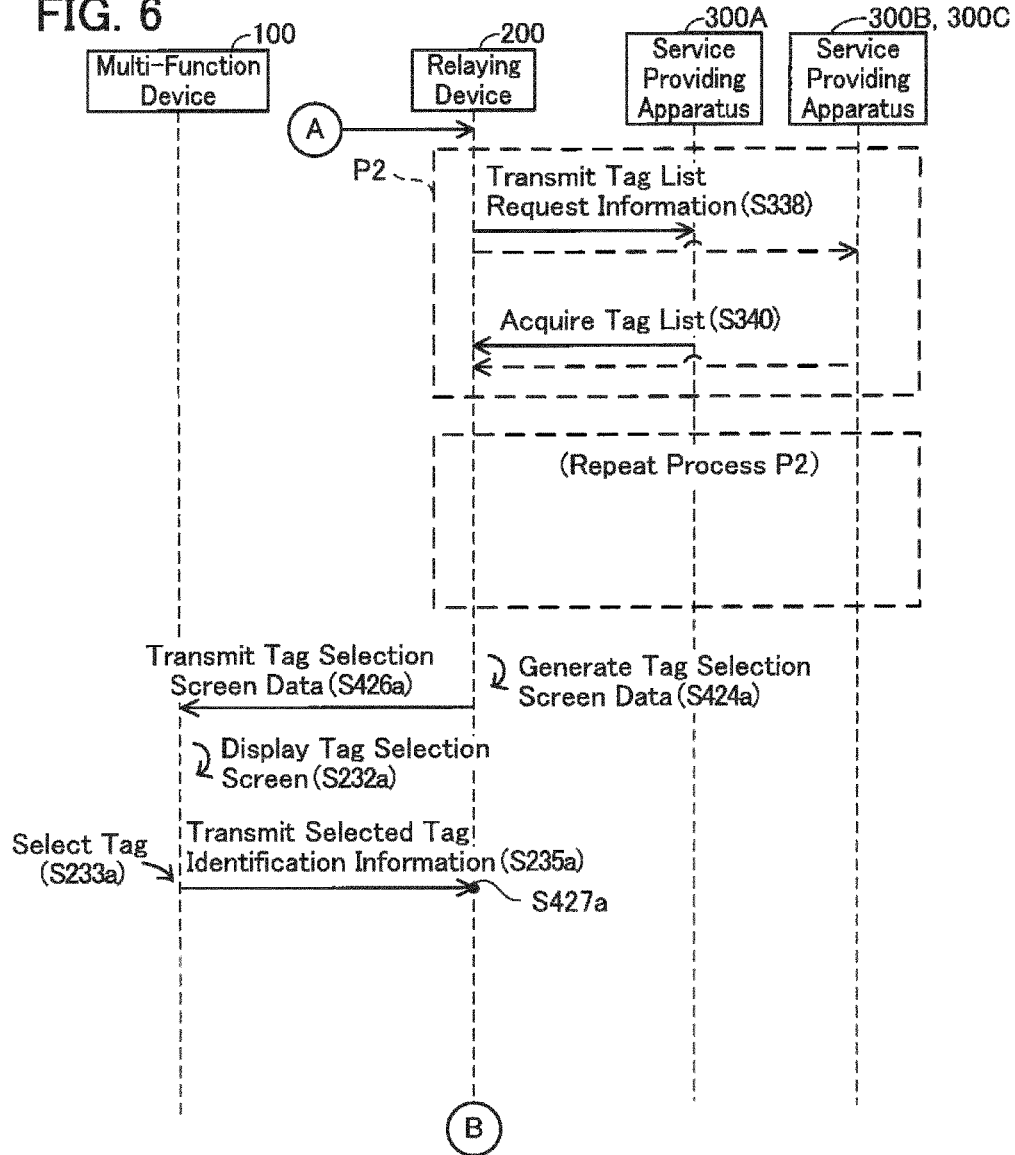 FIG. 6
100
200
300A
300B, 300C
Multi-Function
Device
Relaying
Device
Service
Providing
Apparatus
Service
Providing
Apparatus
A
P2
Transmit Tag List
Request Information(S338)
Acquire Tag List(S340)
(Repeat Process P2)
Transmit Tag Selection
Screen Data(S426a)
Generate Tag Selection
Screen Data(S424a)
Display Tag Selection
Screen(S232a)
Select Tag
(S233a)
Transmit Selected Tag
Identification Information(S235a)
S427a
B